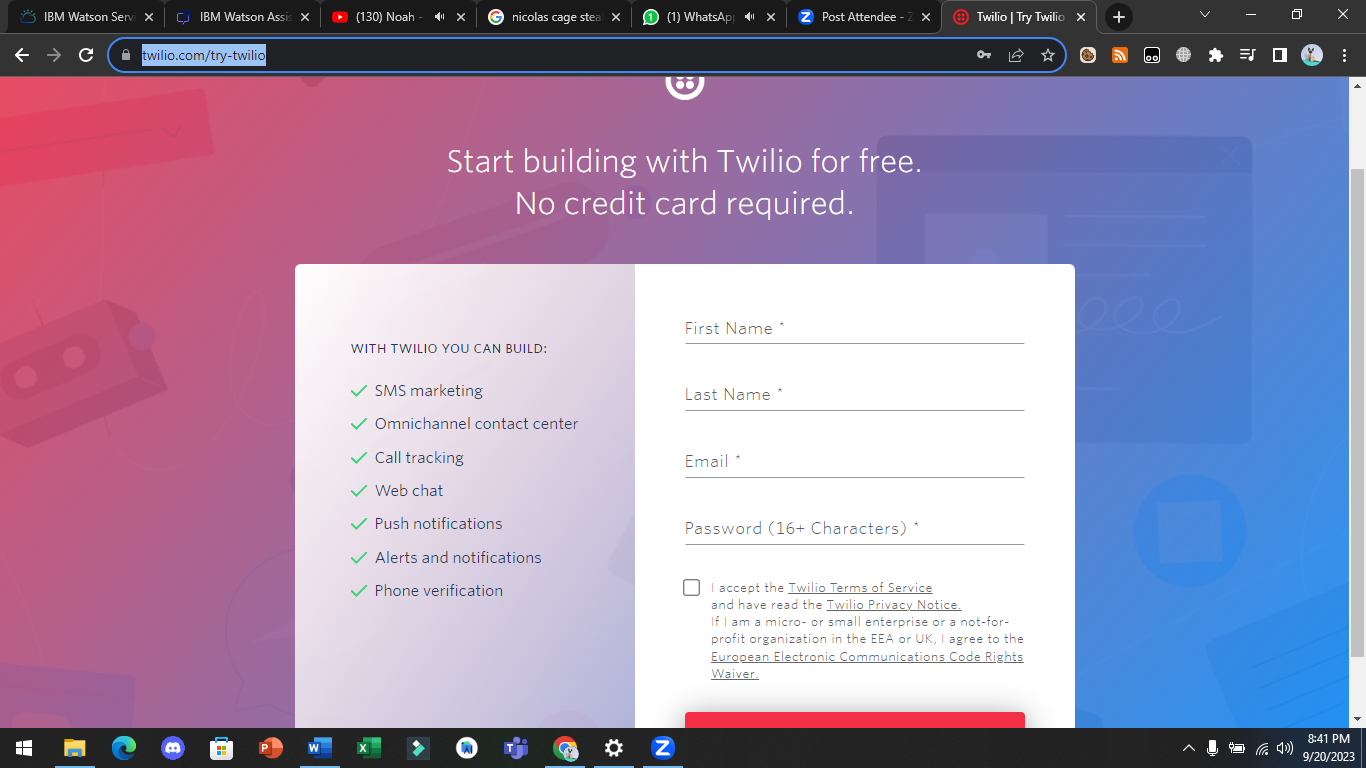 IBM Watson Serv
IBM Watson Assis
(130) Noah -
nicolas cage stea
(1) WhatsApp
Post Attendee - Z
Twilio | Try Twilio
twilio.com/try-twilio
Start building with Twilio for free.
No credit card required.
WITH TWILIO YOU CAN BUILD:
SMS marketing
Omnichannel contact center
Call tracking
Web chat
Push notifications
Alerts and notifications
Phone verification
First Name *
Last Name *
Email *
Password (16+ Characters) *
I accept the Twilio Terms of Service
and have read the Twilio Privacy Notice.
If I am a micro- or small enterprise or a not-for-
profit organization in the EEA or UK, I agree to the
European Electronic Communications Code Rights
Waiver.
8:41 PM
9/20/2023